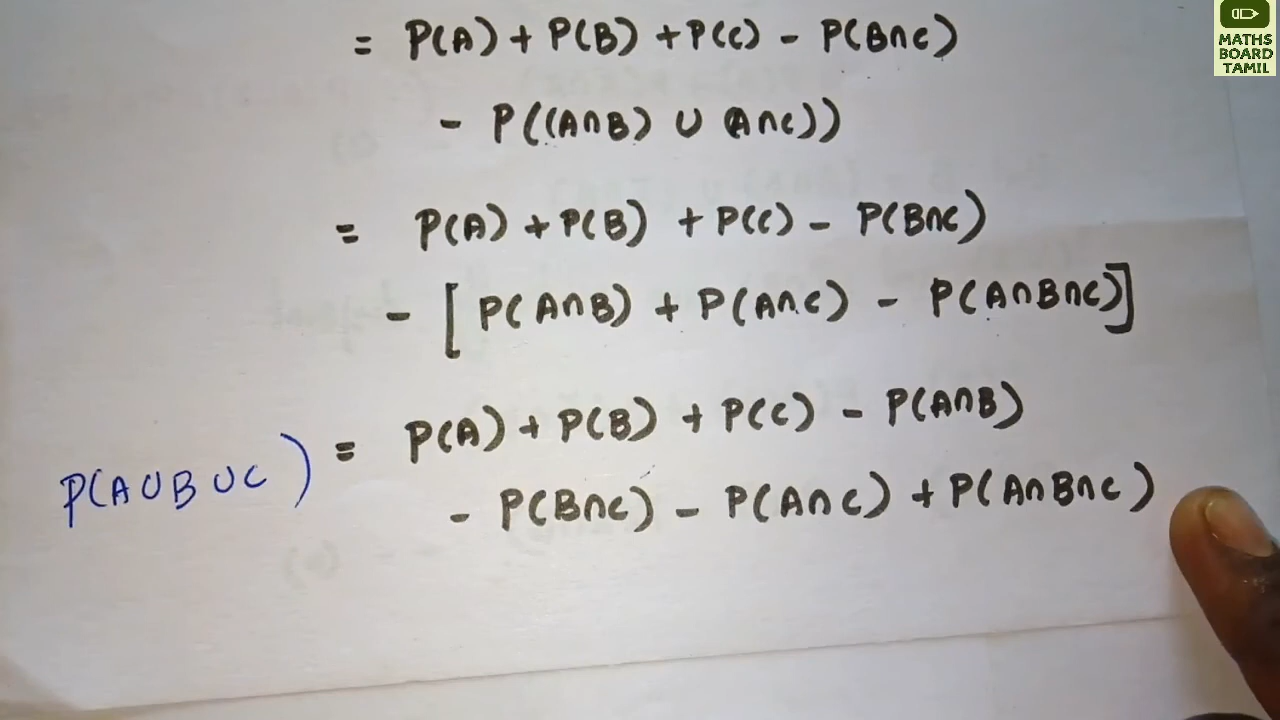 MATHS
BOARD
TAMIL
= P(A) + P(B) + P(C) - P(B∩C)
- P((A∩B) ∪ (A∩C))
= P(A) + P(B) + P(C) - P(B∩C)
- [P(A∩B) + P(A∩C) - P(A∩B∩C)]
P(A∪B∪C) = P(A) + P(B) + P(C) - P(A∩B)
- P(B∩C) - P(A∩C) + P(A∩B∩C)